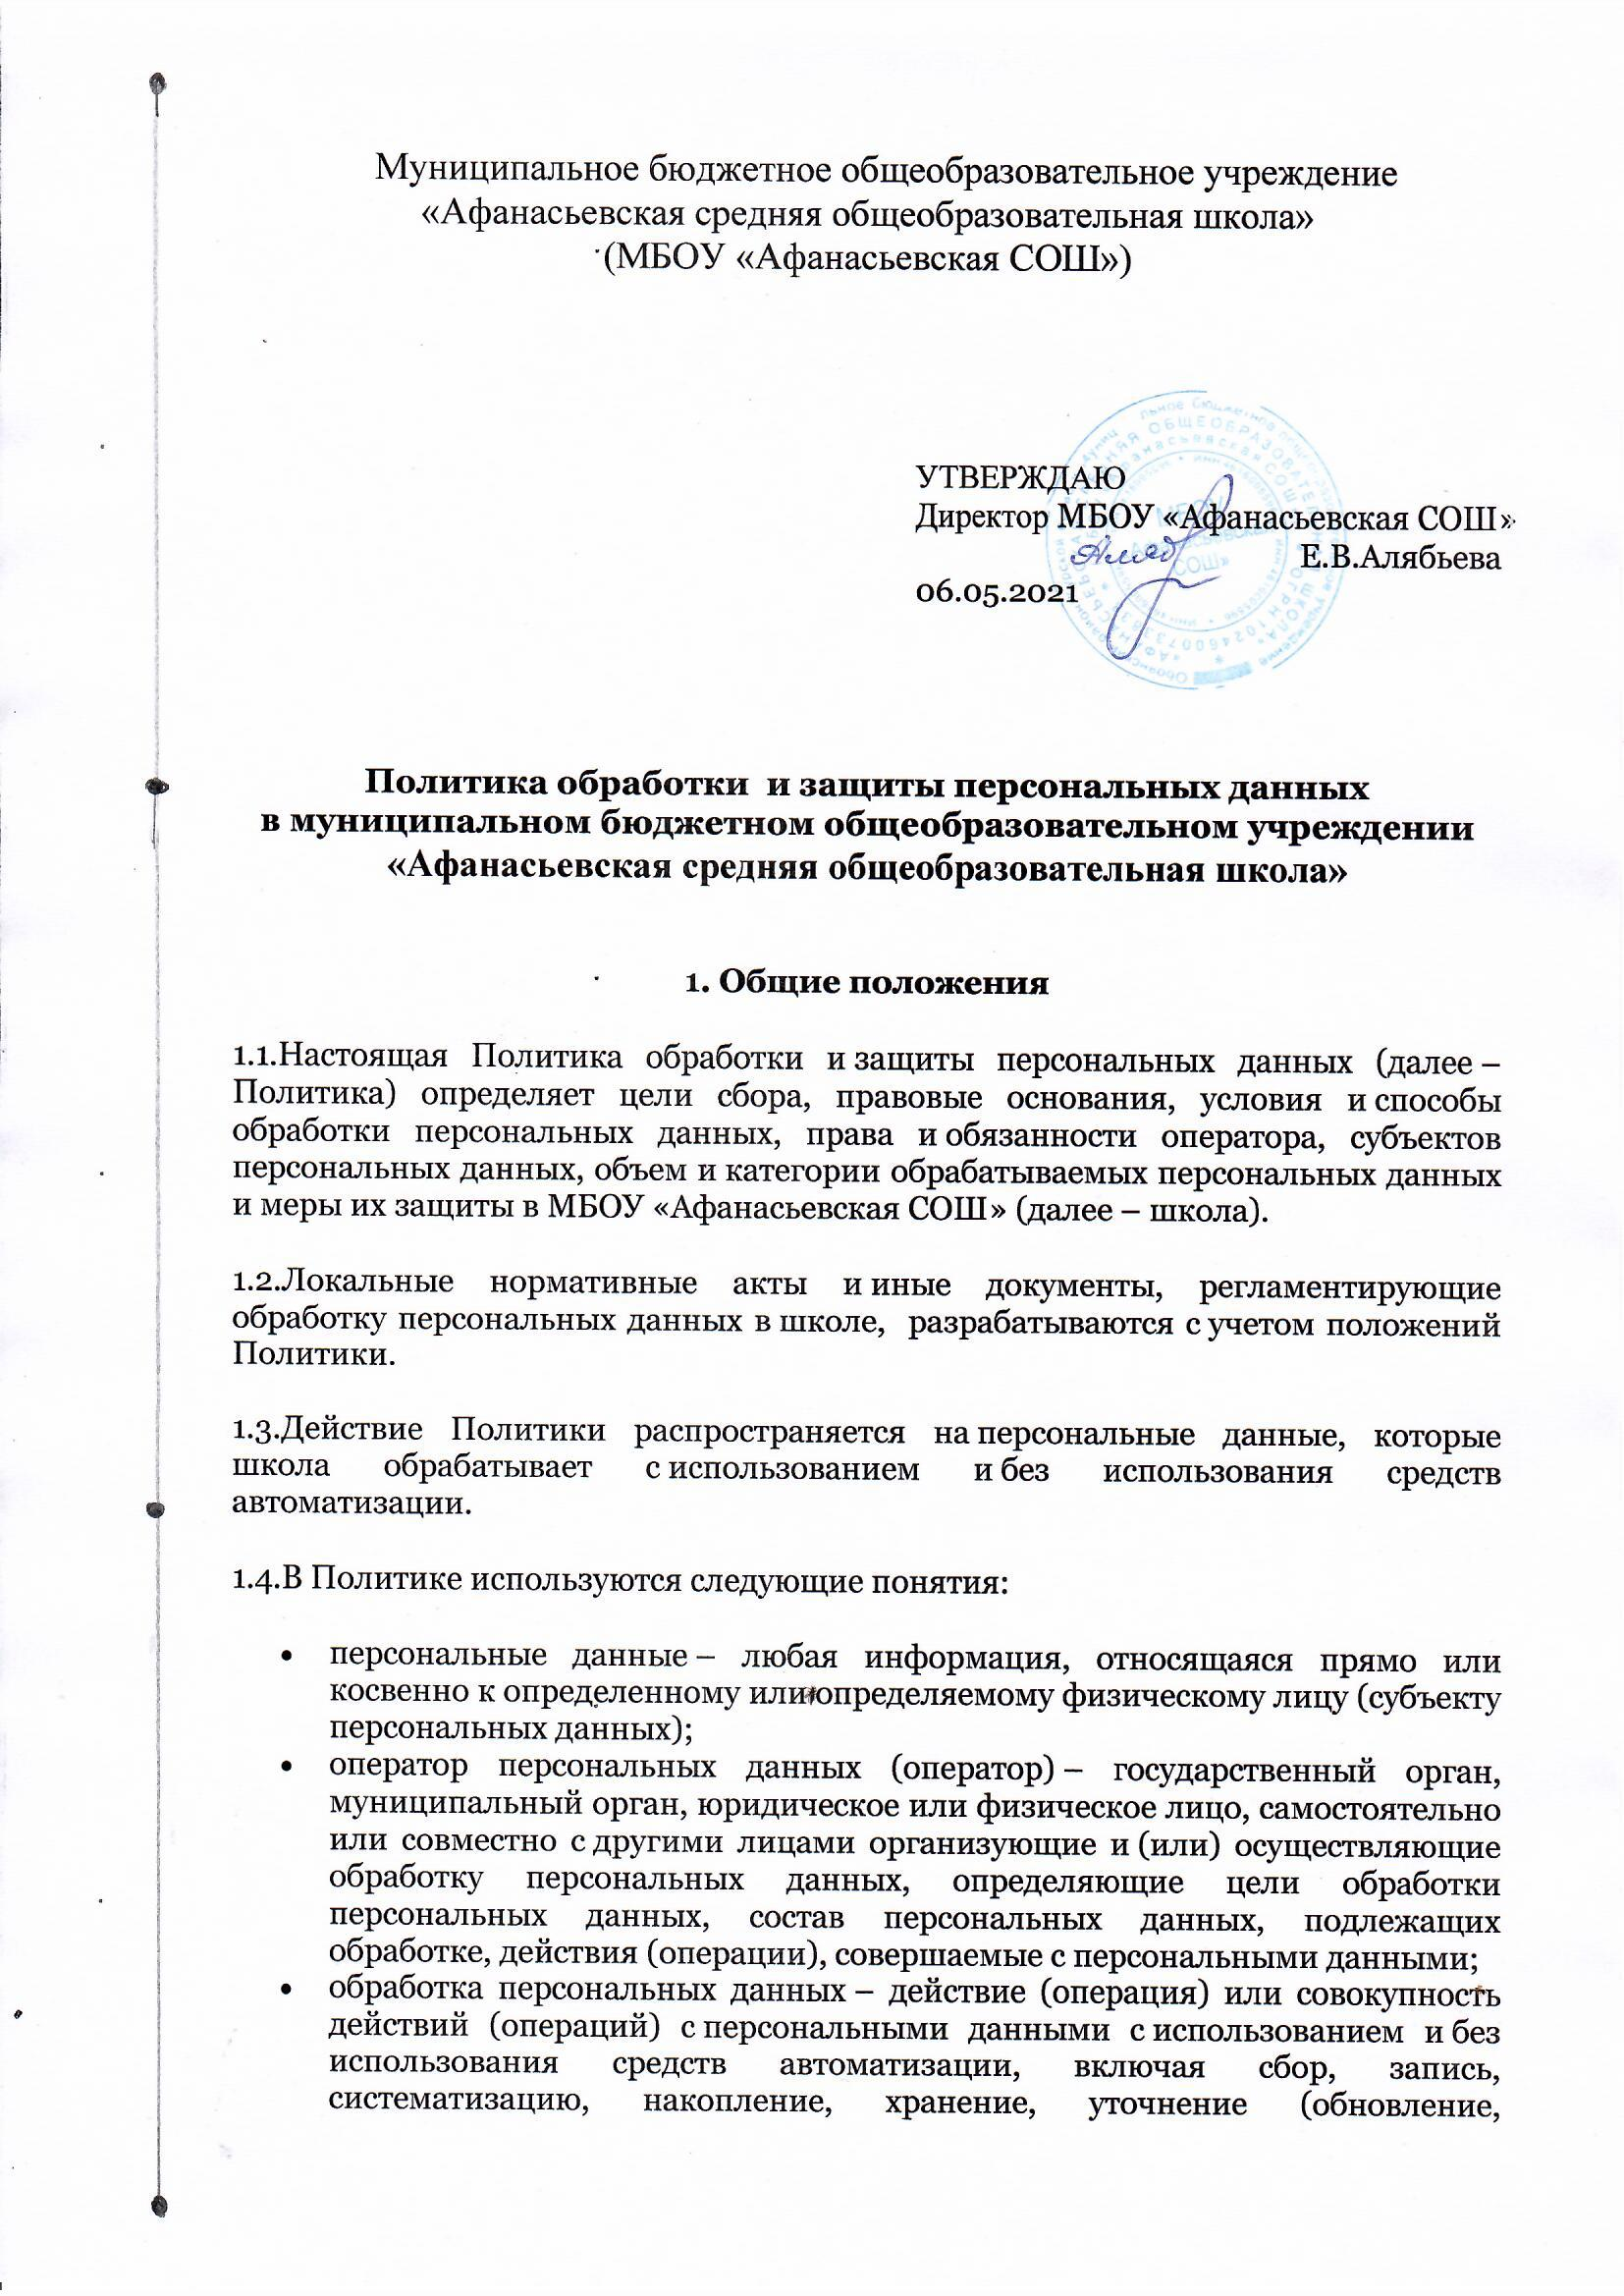 Муниципальное бюджетное общеобразовательное учреждение
«Афанасьевская средняя общеобразовательная школа»
(МБОУ «Афанасьевская СОШ»)
УТВЕРЖДАЮ
Директор МБОУ «Афанасьевская СОШ»
Е.В.Алябьева
06.05.2021
Политика обработки и защиты персональных данных
в муниципальном бюджетном общеобразовательном учреждении
«Афанасьевская средняя общеобразовательная школа»
1. Общие положения
1.1.Настоящая Политика обработки и защиты персональных данных (далее –
Политика) определяет цели сбора, правовые основания, условия и способы
обработки персональных данных, права и обязанности оператора, субъектов
персональных данных, объем и категории обрабатываемых персональных данных
и меры их защиты в МБОУ «Афанасьевская СОШ» (далее – школа).
1.2.Локальные нормативные акты и иные документы, регламентирующие
обработку персональных данных в школе, разрабатываются с учетом положений
Политики.
1.3.Действие Политики распространяется на персональные данные, которые
школа обрабатывает с использованием и без использования средств
автоматизации.
1.4.В Политике используются следующие понятия:
• персональные данные – любая информация, относящаяся прямо или
косвенно к определенному или определяемому физическому лицу (субъекту
персональных данных);
• оператор персональных данных (оператор) – государственный орган,
муниципальный орган, юридическое или физическое лицо, самостоятельно
или совместно с другими лицами организующие и (или) осуществляющие
обработку персональных данных, определяющие цели обработки
персональных данных, состав персональных данных, подлежащих
обработке, действия (операции), совершаемые с персональными данными;
• обработка персональных данных – действие (операция) или совокупность
действий (операций) с персональными данными с использованием и без
использования средств автоматизации, включая сбор, запись,
систематизацию, накопление, хранение, уточнение (обновление,